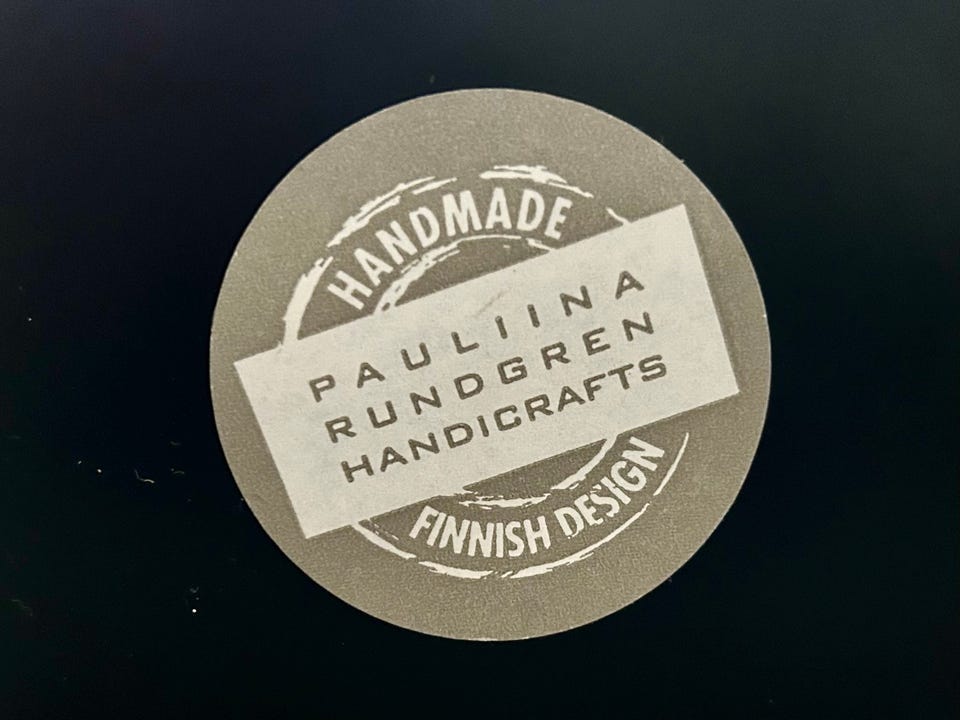 HANDMADE
PAULIINA
RUNDGREN
HANDICRAFTS
FINNISH DESIGN